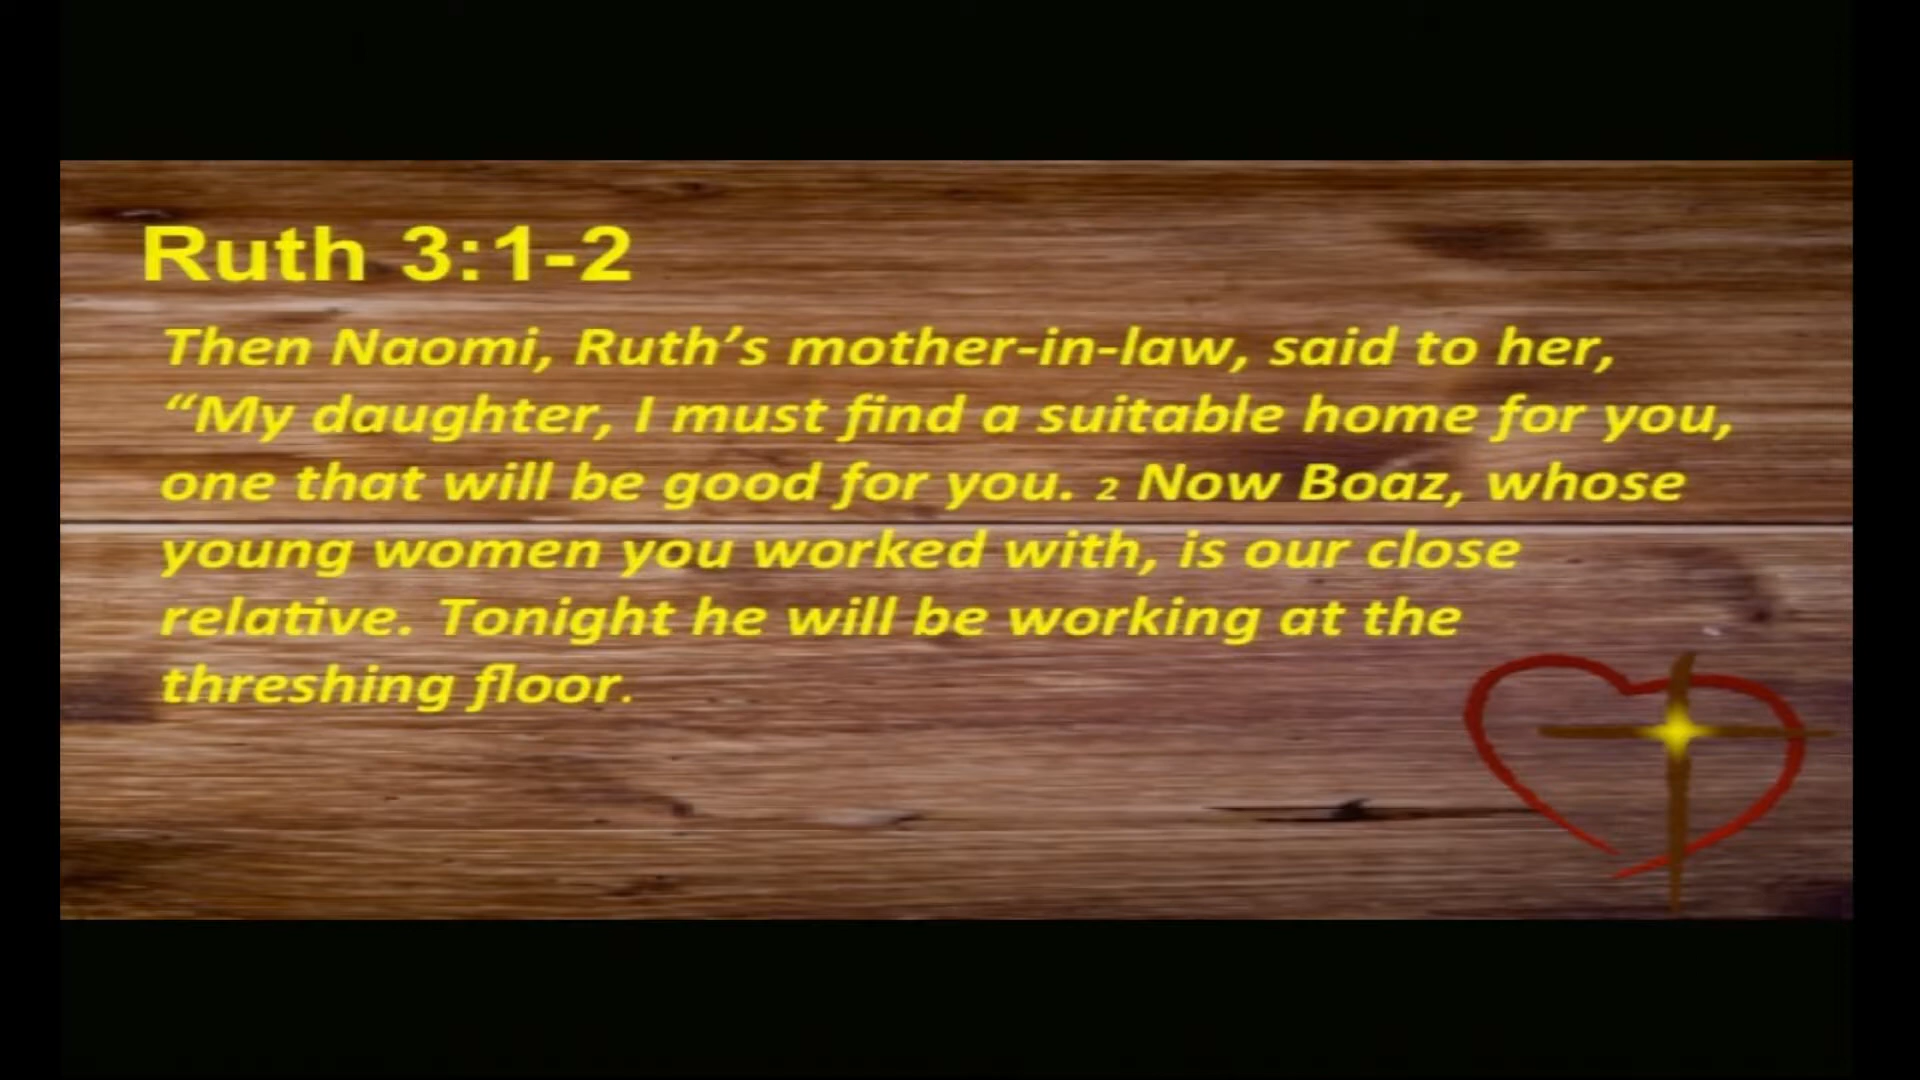 Ruth 3:1-2
Then Naomi, Ruth’s mother-in-law, said to her,
“My daughter, I must find a suitable home for you,
one that will be good for you. 2 Now Boaz, whose
young women you worked with, is our close
relative. Tonight he will be working at the
threshing floor.